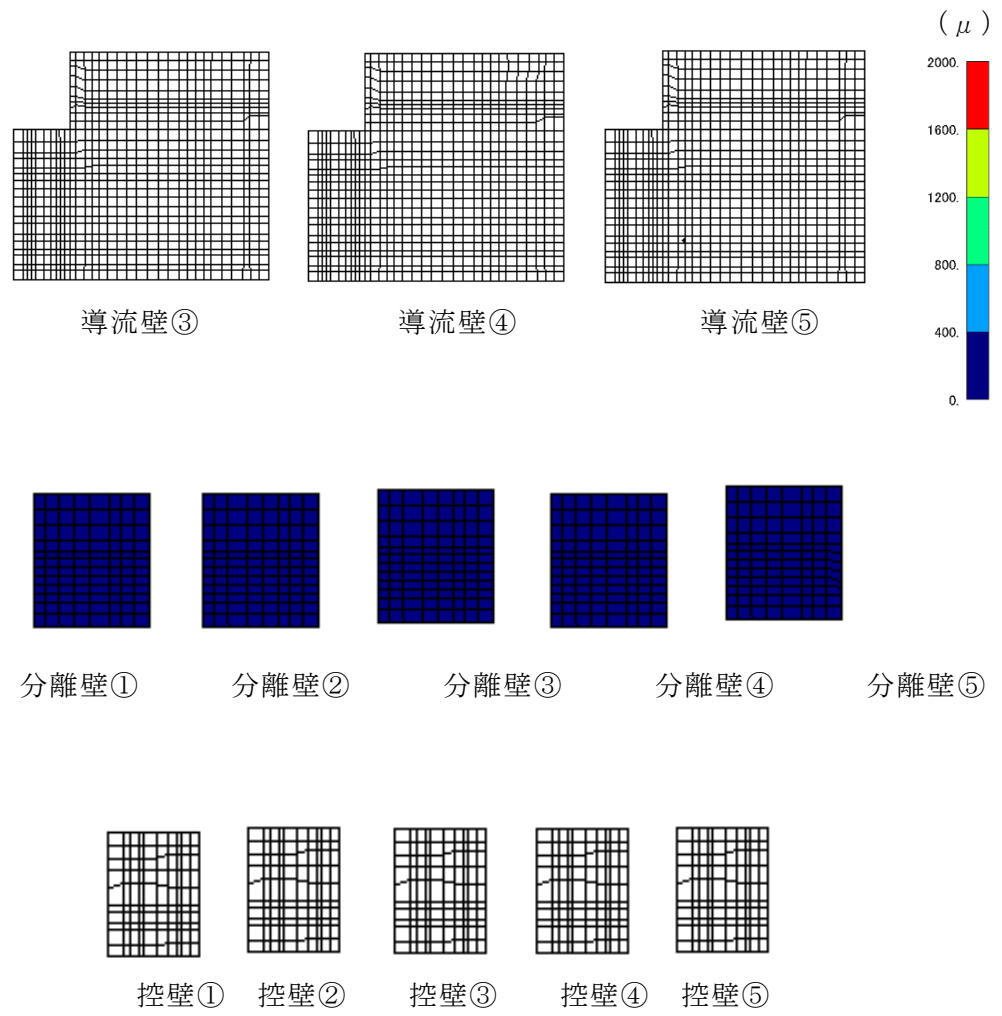 (μ)
2000.
1600.
1200.
800.
400.
0.
導流壁③ 導流壁④ 導流壁⑤
分離壁① 分離壁② 分離壁③ 分離壁④ 分離壁⑤
控壁① 控壁② 控壁③ 控壁④ 控壁⑤